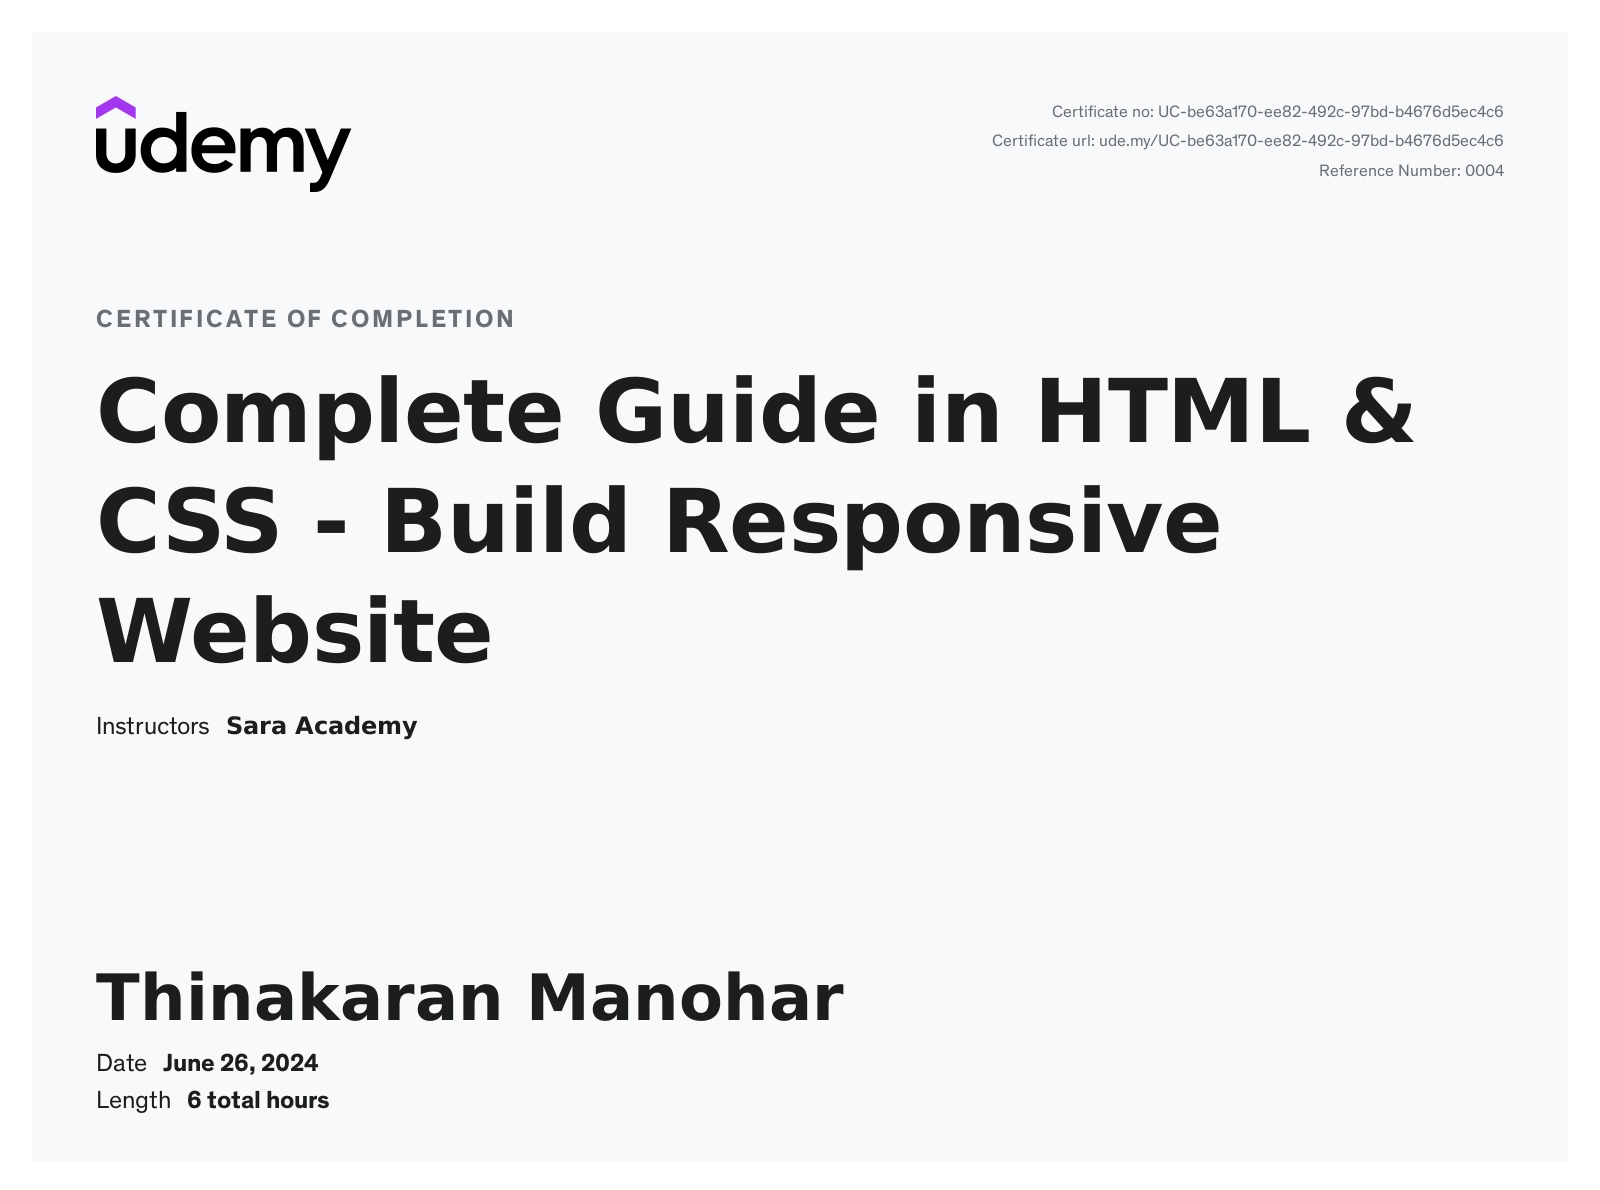 udemy
Certificate no: UC-be63a170-ee82-492c-97bd-b4676d5ec4c6
Certificate url: ude.my/UC-be63a170-ee82-492c-97bd-b4676d5ec4c6
Reference Number: 0004
CERTIFICATE OF COMPLETION
Complete Guide in HTML &
CSS - Build Responsive
Website
Instructors Sara Academy
Thinakaran Manohar
Date June 26, 2024
Length 6 total hours